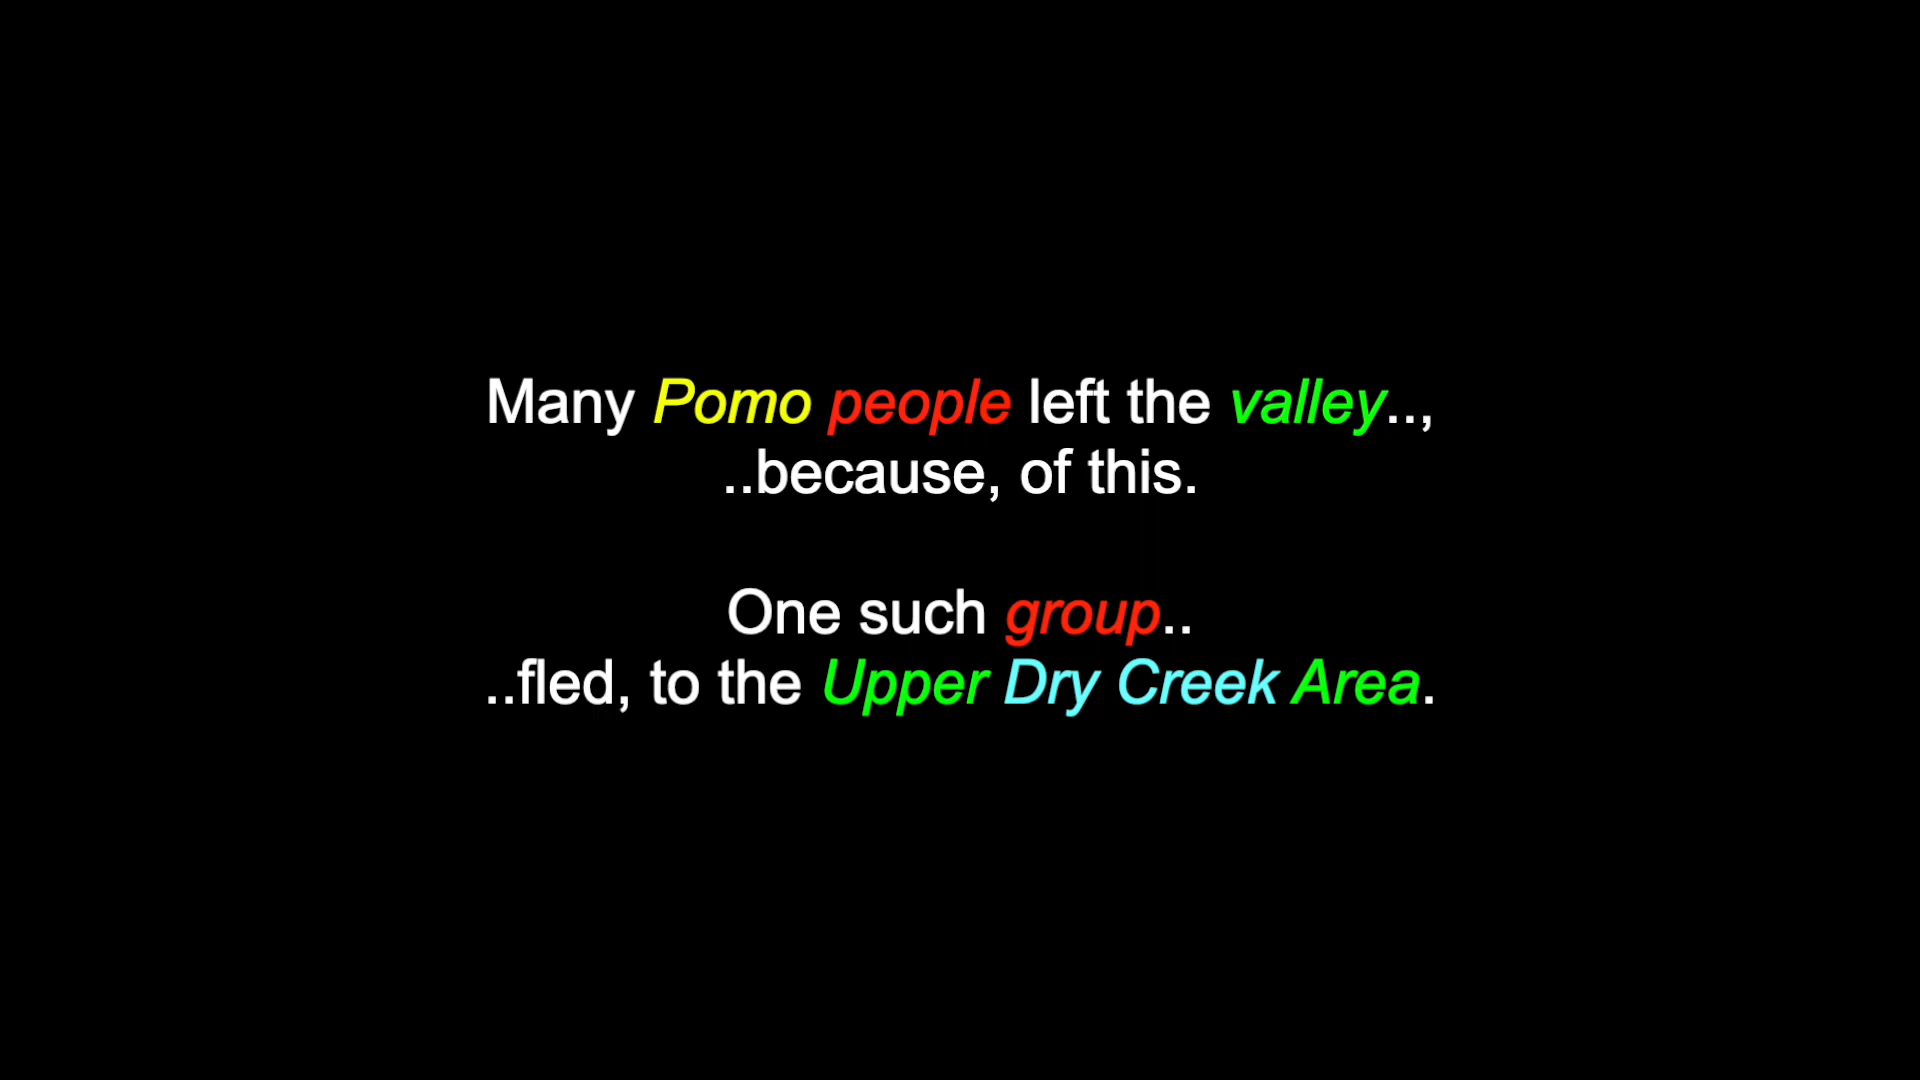 Many Pomo people left the valley..,
..because, of this.
One such group..
..fled, to the Upper Dry Creek Area.